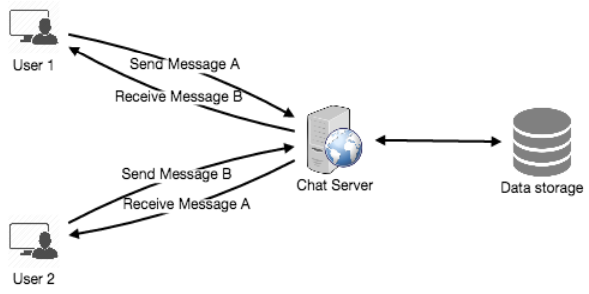 User 1
Send Message A
Receive Message B
Chat Server
Data storage
Send Message B
Receive Message A
User 2